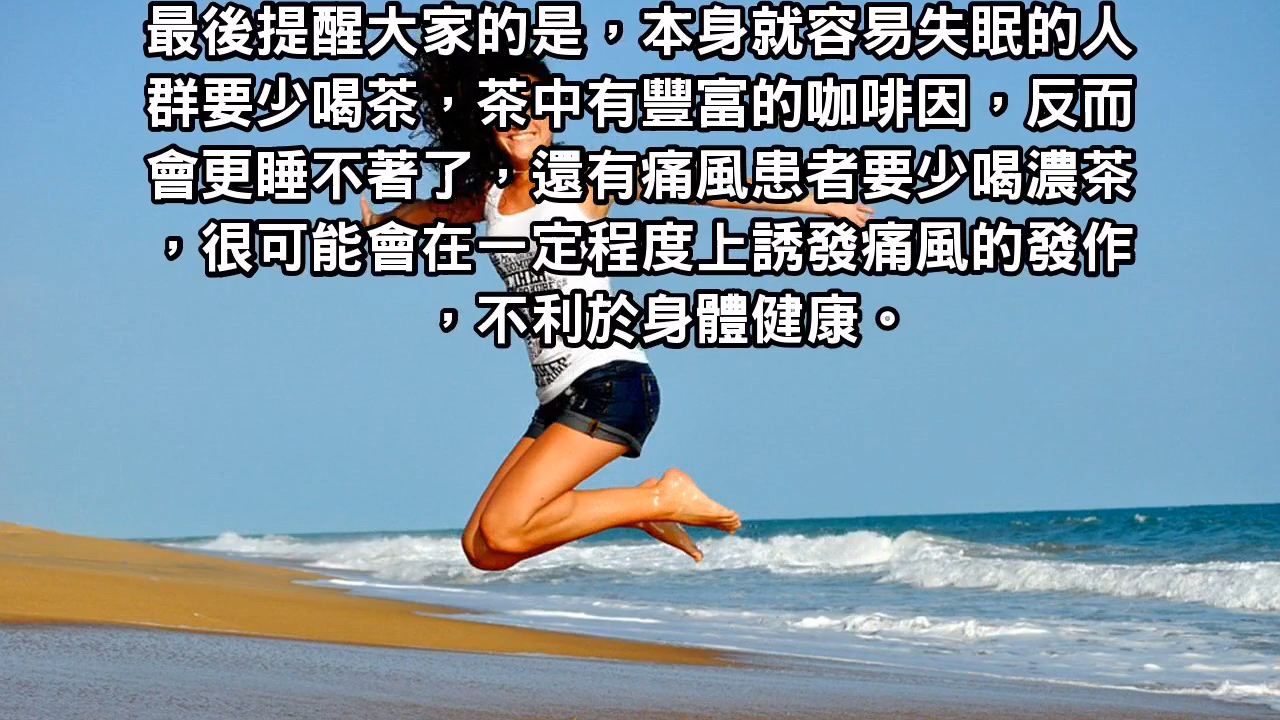 最後提醒大家的是，本身就容易失眠的人
群要少喝茶，茶中有豐富的咖啡因，反而
會更睡不著了，還有痛風患者要少喝濃茶
，很可能會在一定程度上誘發痛風的發作
，不利於身體健康。